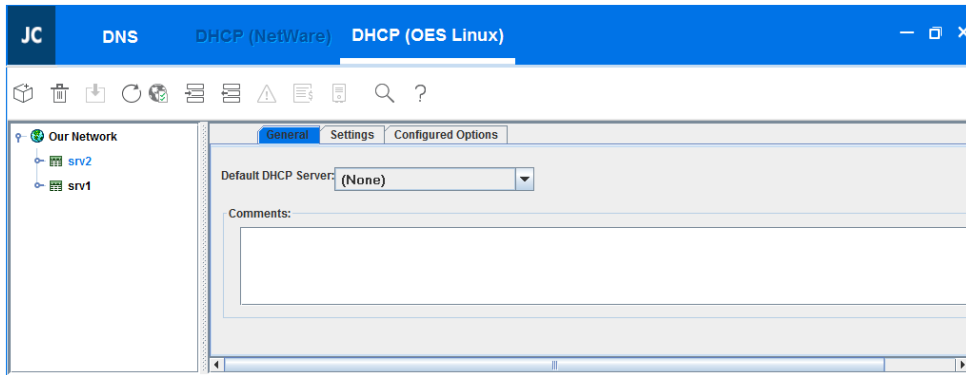 JC DNS DHCP (NetWare) DHCP (OES Linux)
?
Our Network
srv2
srv1
General Settings Configured Options
Default DHCP Server: (None)
Comments: